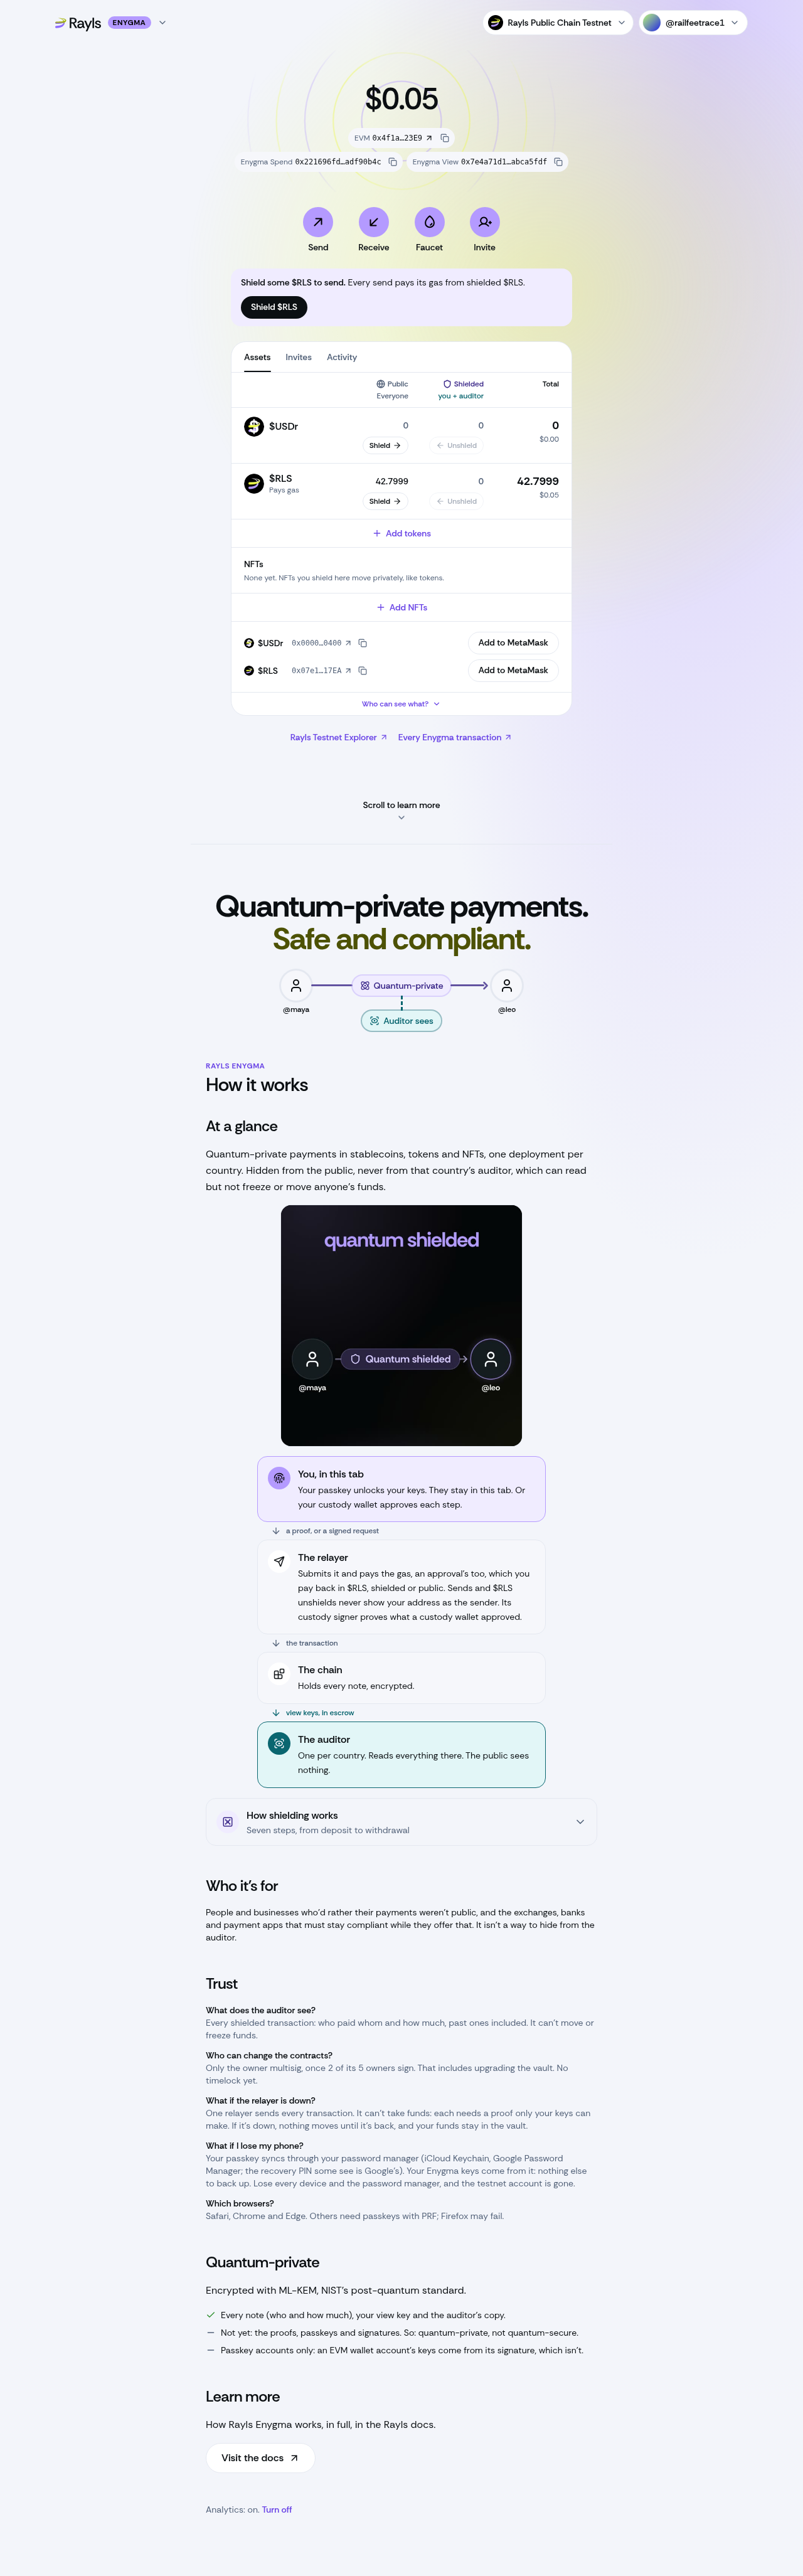 Rayls ENYGMA
Rayls Public Chain Testnet
@railfeetrace1
$0.05
EVM 0x4f1a…23E9
Enygma Spend 0x221696fd…adf90b4c
Enygma View 0x7e4a71d1…abca5fdf
Send
Receive
Faucet
Invite
Shield some $RLS to send. Every send pays its gas from shielded $RLS.
Shield $RLS
Assets
Invites
Activity
Public
Everyone
Shielded
you + auditor
Total
$USDr
0
0
0
Shield
Unshield
$0.00
$RLS
Pays gas
42.7999
0
42.7999
Shield
Unshield
$0.05
Add tokens
NFTs
None yet. NFTs you shield here move privately, like tokens.
Add NFTs
$USDr 0x0000…0400
Add to MetaMask
$RLS 0x07e1…17EA
Add to MetaMask
Who can see what?
Rayls Testnet Explorer
Every Enygma transaction
Scroll to learn more
Quantum-private payments.
Safe and compliant.
Quantum-private
@maya
@leo
Auditor sees
RAYLS ENYGMA
How it works
At a glance
Quantum-private payments in stablecoins, tokens and NFTs, one deployment per
country. Hidden from the public, never from that country's auditor, which can read
but not freeze or move anyone's funds.
quantum shielded
Quantum shielded
@maya
@leo
You, in this tab
Your passkey unlocks your keys. They stay in this tab. Or
your custody wallet approves each step.
a proof, or a signed request
The relayer
Submits it and pays the gas, an approval's too, which you
pay back in $RLS, shielded or public. Sends and $RLS
unshields never show your address as the sender. Its
custody signer proves what a custody wallet approved.
the transaction
The chain
Holds every note, encrypted.
view keys, in escrow
The auditor
One per country. Reads everything there. The public sees
nothing.
How shielding works
Seven steps, from deposit to withdrawal
Who it's for
People and businesses who'd rather their payments weren't public, and the exchanges, banks
and payment apps that must stay compliant while they offer that. It isn't a way to hide from the
auditor.
Trust
What does the auditor see?
Every shielded transaction: who paid whom and how much, past ones included. It can't move or
freeze funds.
Who can change the contracts?
Only the owner multisig, once 2 of its 5 owners sign. That includes upgrading the vault. No
timelock yet.
What if the relayer is down?
One relayer sends every transaction. It can't take funds: each needs a proof only your keys can
make. If it's down, nothing moves until it's back, and your funds stay in the vault.
What if I lose my phone?
Your passkey syncs through your password manager (iCloud Keychain, Google Password
Manager; the recovery PIN some see is Google's). Your Enygma keys come from it: nothing else
to back up. Lose every device and the password manager, and the testnet account is gone.
Which browsers?
Safari, Chrome and Edge. Others need passkeys with PRF; Firefox may fail.
Quantum-private
Encrypted with ML-KEM, NIST's post-quantum standard.
Every note (who and how much), your view key and the auditor's copy.
Not yet: the proofs, passkeys and signatures. So: quantum-private, not quantum-secure.
Passkey accounts only: an EVM wallet account's keys come from its signature, which isn't.
Learn more
How Rayls Enygma works, in full, in the Rayls docs.
Visit the docs
Analytics: on. Turn off